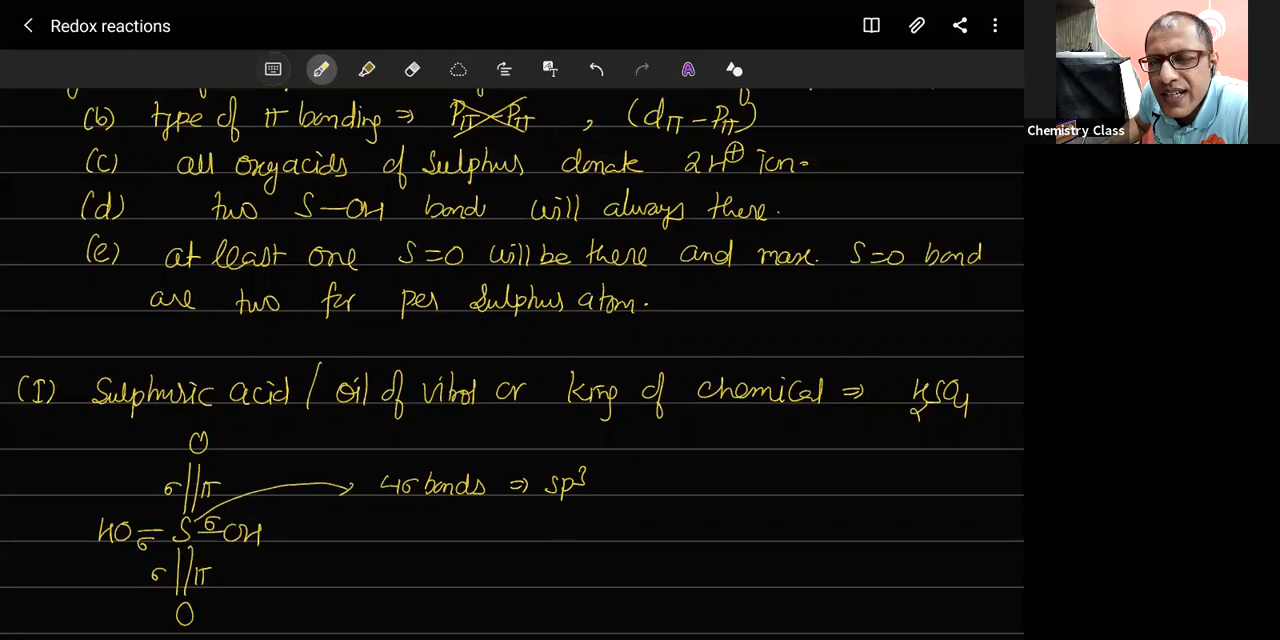 Redox reactions
Chemistry Class
(b) type of π bonding ⇒ Pπ-Pπ , (dπ-Pπ)
(c) all oxyacids of Sulphur donate 2H⊕ ion.
(d) two S-OH bond will always there.
(e) at least one S=O will be there and max. S=O bond
are two for per Sulphur atom.
(I) Sulphuric acid / oil of vitrol or king of chemical ⇒ H₂SO₄
O
σ || π
4σ bonds ⇒ sp³
HO - S - OH
σ σ
σ || π
O